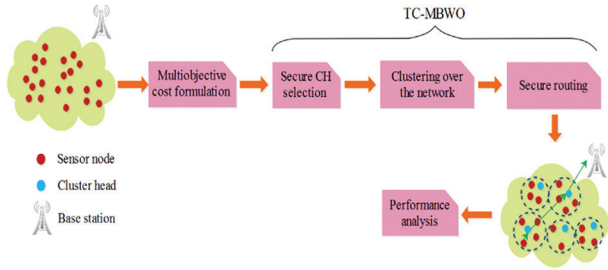 TC-MBWO
Multiobjective
cost formulation
Secure CH
selection
Clustering over
the network
Secure routing
Sensor node
Cluster head
Base station
Performance
analysis